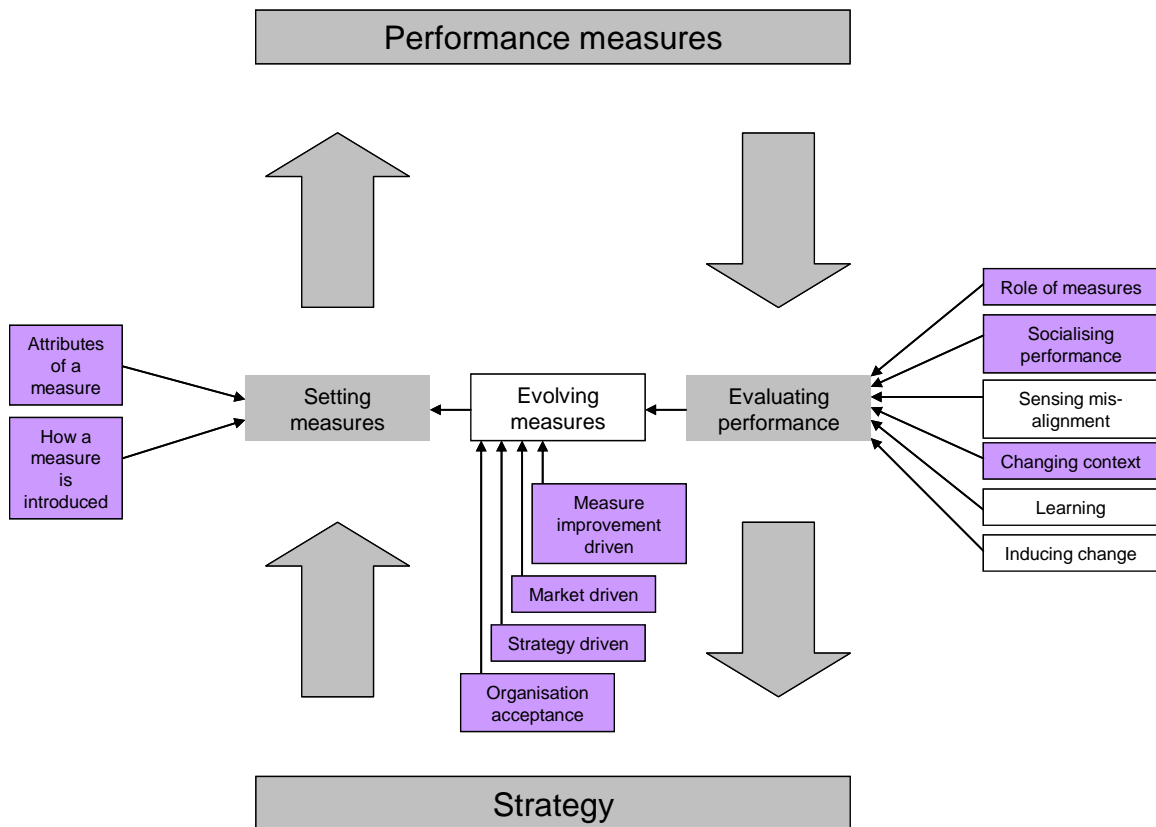 Performance measures
Role of measures
Socialising
performance
Attributes
of a
measure
Setting
measures
Evolving
measures
Evaluating
performance
Sensing mis-
alignment
How a
measure
is
introduced
Changing context
Learning
Inducing change
Measure
improvement
driven
Market driven
Strategy driven
Organisation
acceptance
Strategy